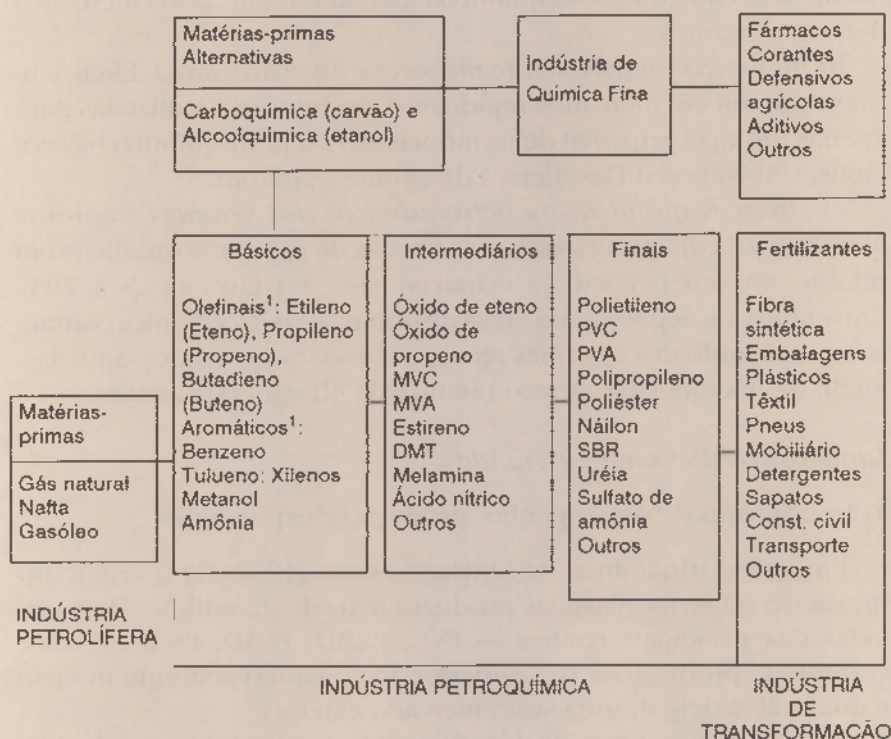 Matérias-primas
Alternativas
Carboquímica (carvão) e
Alcoolquímica (etanol)
Indústria de
Química Fina
Fármacos
Corantes
Defensivos
agrícolas
Aditivos
Outros
Matérias-
primas
Gás natural
Nafta
Gasóleo
INDÚSTRIA
PETROLÍFERA
Básicos
Olefinais¹: Etileno
(Eteno), Propileno
(Propeno),
Butadieno
(Buteno)
Aromáticos¹:
Benzeno
Tulueno: Xilenos
Metanol
Amônia
Intermediários
Óxido de eteno
Óxido de
propeno
MVC
MVA
Estireno
DMT
Melamina
Ácido nítrico
Outros
Finais
Polietileno
PVC
PVA
Polipropileno
Poliéster
Náilon
SBR
Uréia
Sulfato de
amônia
Outros
Fertilizantes
Fibra
sintética
Embalagens
Plásticos
Têxtil
Pneus
Mobiliário
Detergentes
Sapatos
Const. civil
Transporte
Outros
INDÚSTRIA PETROQUÍMICA
INDÚSTRIA
DE
TRANSFORMAÇÃO